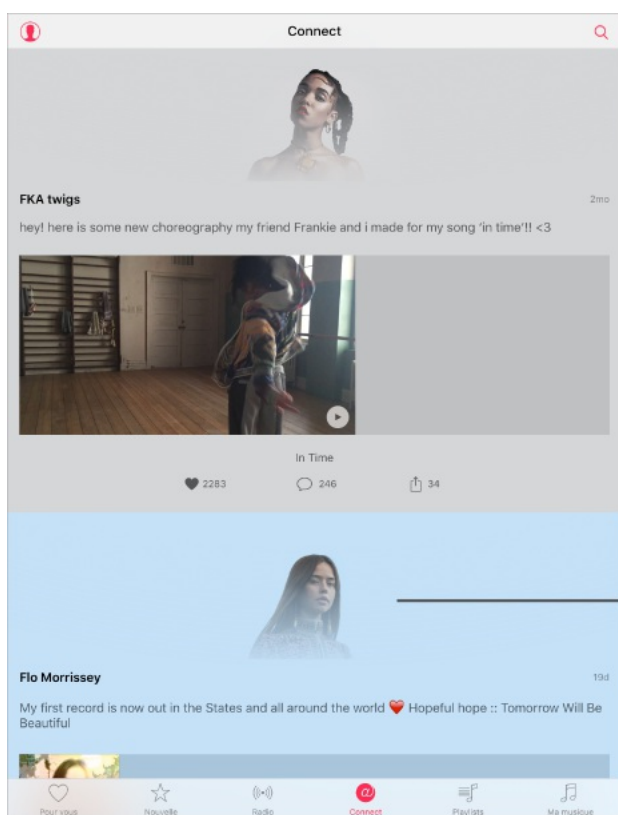 Connect
FKA twigs
2mo
hey! here is some new choreography my friend Frankie and i made for my song ‘in time’!! <3
In Time
2283
246
34
Flo Morrissey
19d
My first record is now out in the States and all around the world ❤️ Hopeful hope :: Tomorrow Will Be
Beautiful
Pour vous
Nouvelle
Radio
Connect
Playlists
Ma musique